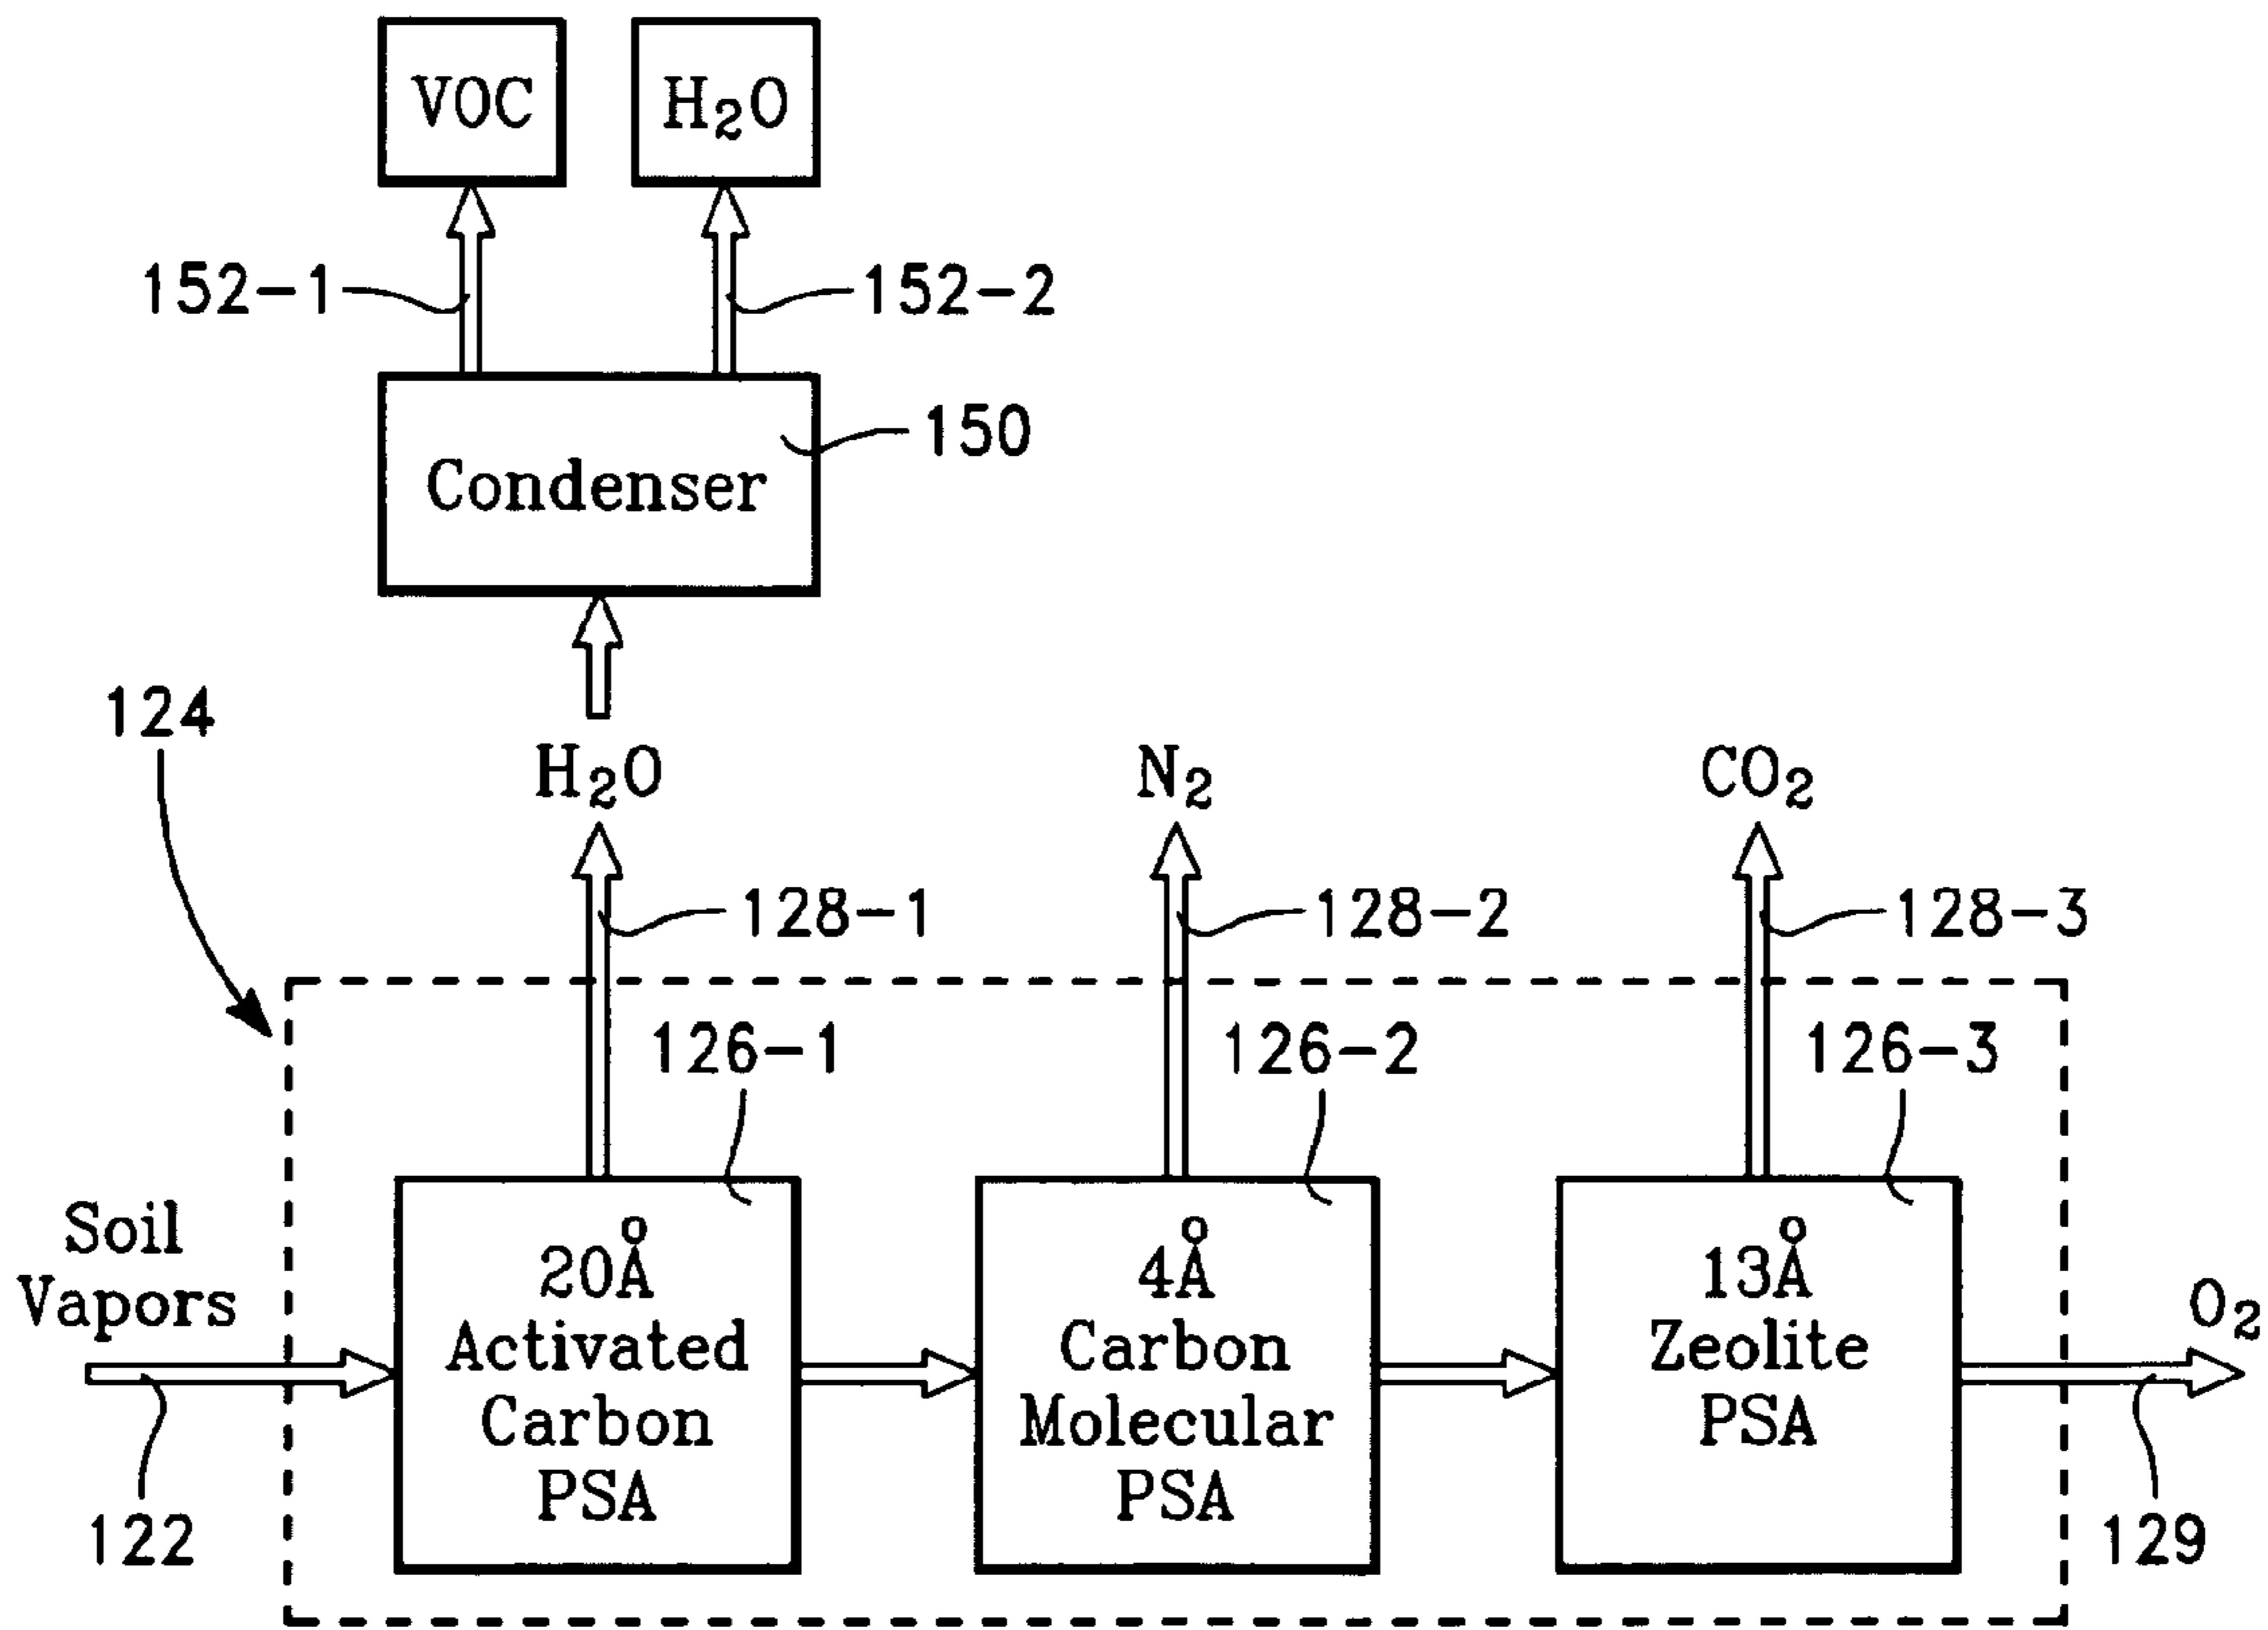 VOC
H₂O
152-1
152-2
150
Condenser
124
H₂O
N₂
CO₂
128-1
128-2
128-3
126-1
126-2
126-3
Soil
Vapors
20Å
Activated
Carbon
PSA
4Å
Carbon
Molecular
PSA
13Å
Zeolite
PSA
O₂
122
129